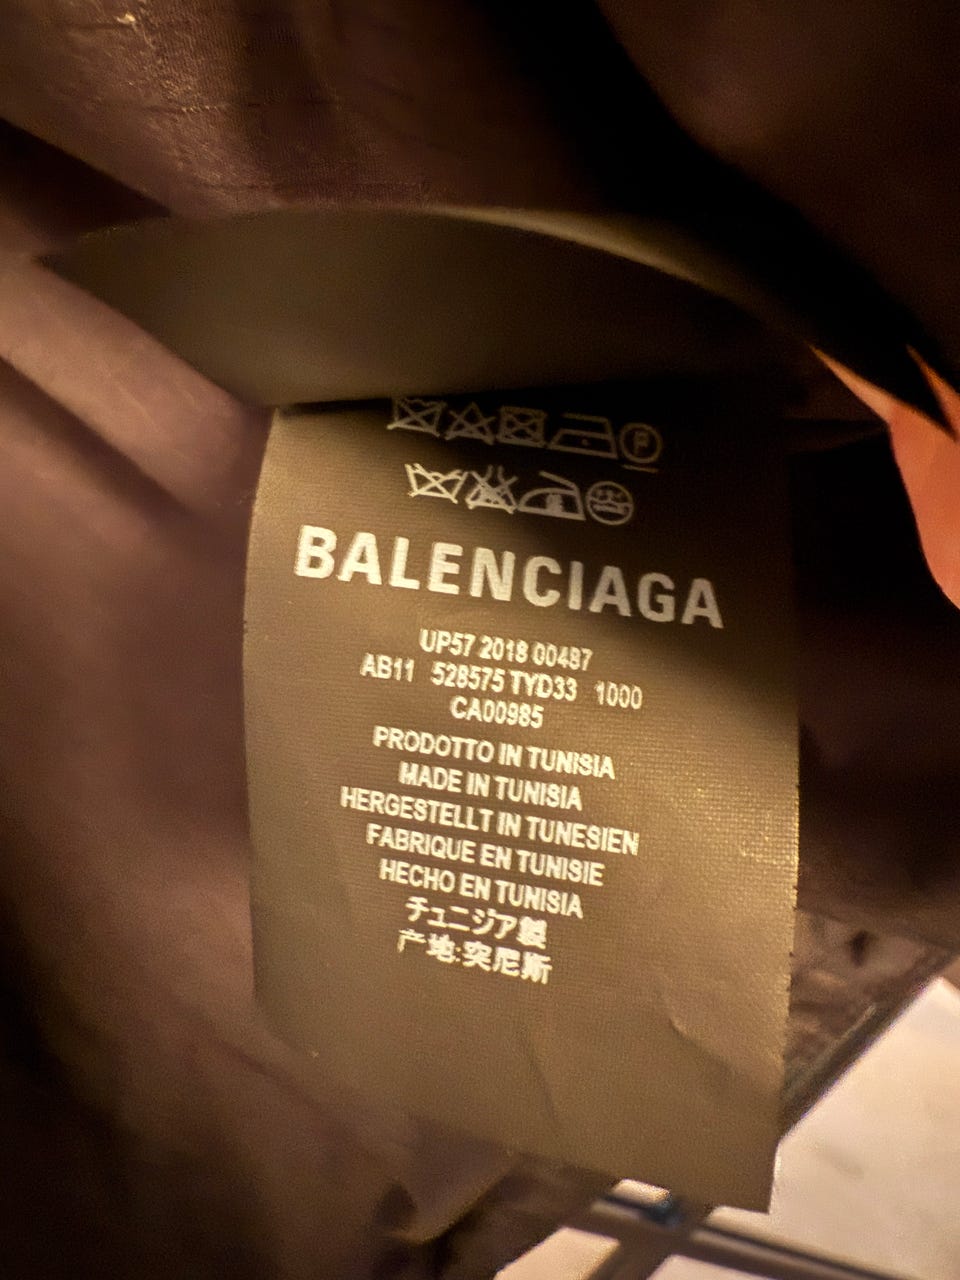 P
BALENCIAGA
UP57 2018 00487
AB11 528575 TYD33 1000
CA00985
PRODOTTO IN TUNISIA
MADE IN TUNISIA
HERGESTELLT IN TUNESIEN
FABRIQUE EN TUNISIE
HECHO EN TUNISIA
チュニジア製
产地:突尼斯